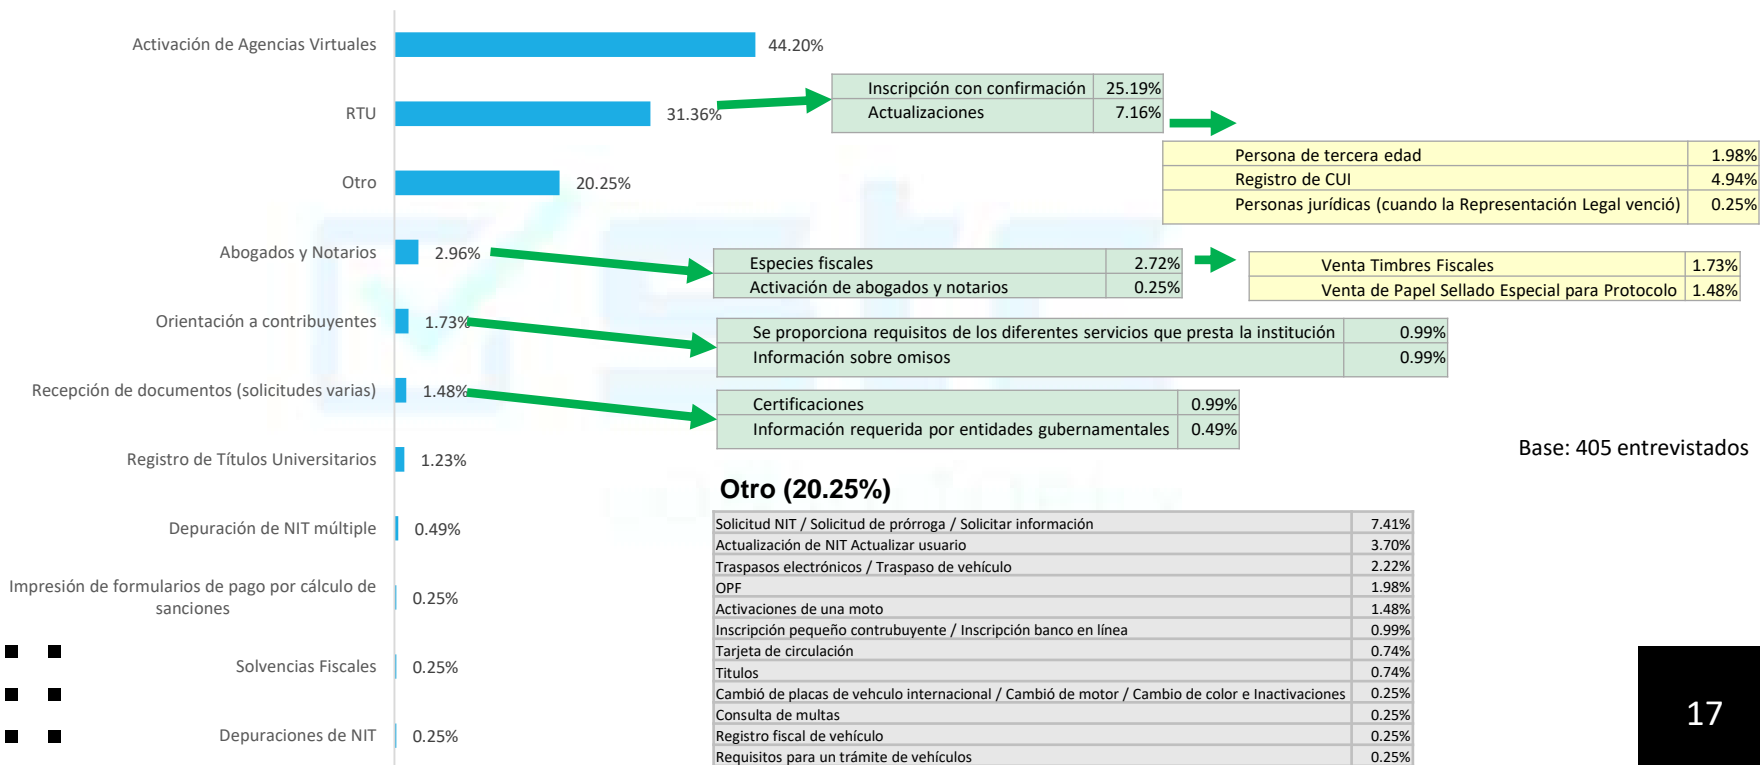 Activación de Agencias Virtuales 44.20%
RTU 31.36%
Inscripción con confirmación 25.19%
Actualizaciones 7.16%
Persona de tercera edad 1.98%
Registro de CUI 4.94%
Personas jurídicas (cuando la Representación Legal venció) 0.25%
Otro 20.25%
Abogados y Notarios 2.96%
Especies fiscales 2.72%
Activación de abogados y notarios 0.25%
Venta Timbres Fiscales 1.73%
Venta de Papel Sellado Especial para Protocolo 1.48%
Orientación a contribuyentes 1.73%
Se proporciona requisitos de los diferentes servicios que presta la institución 0.99%
Información sobre omisos 0.99%
Recepción de documentos (solicitudes varias) 1.48%
Certificaciones 0.99%
Información requerida por entidades gubernamentales 0.49%
Registro de Títulos Universitarios 1.23%
Base: 405 entrevistados
Depuración de NIT múltiple 0.49%
Impresión de formularios de pago por cálculo de
sanciones 0.25%
Solvencias Fiscales 0.25%
Depuraciones de NIT 0.25%
Otro (20.25%)
Solicitud NIT / Solicitud de prórroga / Solicitar información 7.41%
Actualización de NIT Actualizar usuario 3.70%
Traspasos electrónicos / Traspaso de vehículo 2.22%
OPF 1.98%
Activaciones de una moto 1.48%
Inscripción pequeño contrubuyente / Inscripción banco en línea 0.99%
Tarjeta de circulación 0.74%
Titulos 0.74%
Cambió de placas de vehculo internacional / Cambió de motor / Cambio de color e Inactivaciones 0.25%
Consulta de multas 0.25%
Registro fiscal de vehículo 0.25%
Requisitos para un trámite de vehículos 0.25%
17